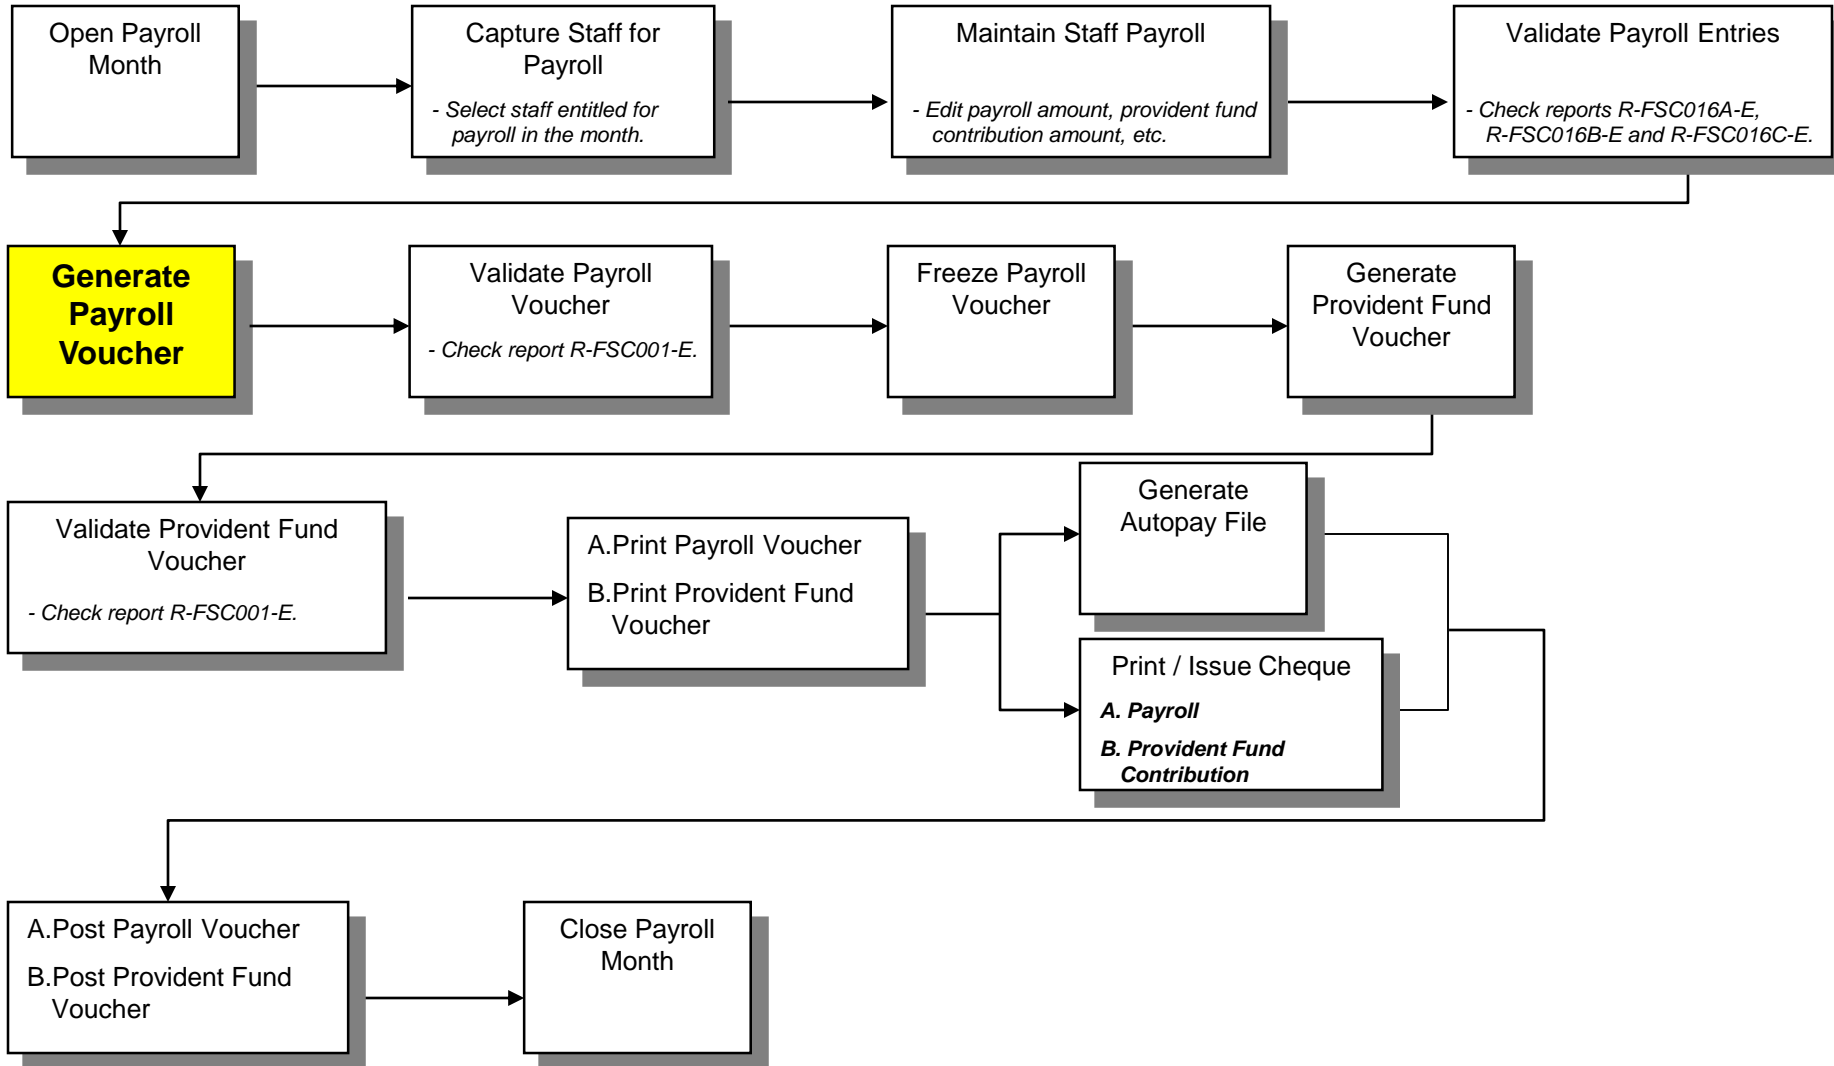 Open Payroll
Month
Capture Staff for
Payroll
- Select staff entitled for
payroll in the month.
Maintain Staff Payroll
- Edit payroll amount, provident fund
contribution amount, etc.
Validate Payroll Entries
- Check reports R-FSC016A-E,
R-FSC016B-E and R-FSC016C-E.
Generate
Payroll
Voucher
Validate Payroll
Voucher
- Check report R-FSC001-E.
Freeze Payroll
Voucher
Generate
Provident Fund
Voucher
Validate Provident Fund
Voucher
- Check report R-FSC001-E.
A.Print Payroll Voucher
B.Print Provident Fund
Voucher
Generate
Autopay File
Print / Issue Cheque
A. Payroll
B. Provident Fund
Contribution
A.Post Payroll Voucher
B.Post Provident Fund
Voucher
Close Payroll
Month